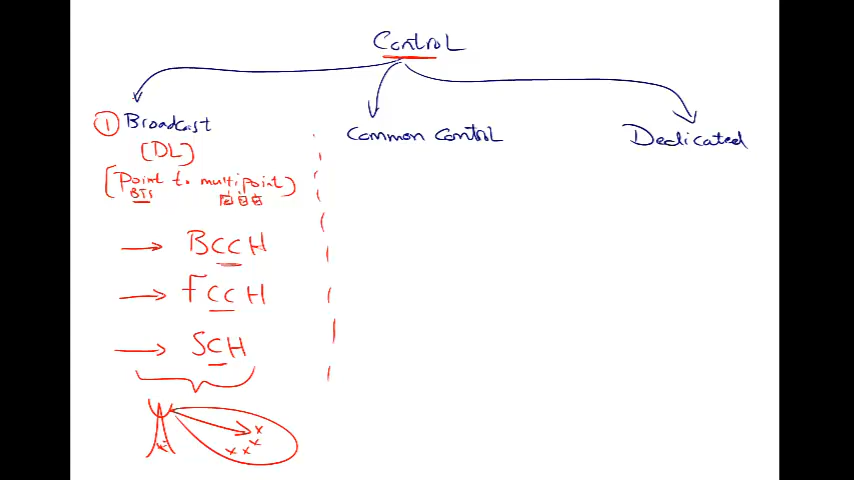 Control
① Broadcast
Common Control
Dedicated
(DL)
(Point to multipoint)
BTS
→ BCCH
→ FCCH
→ SCH
x
x
x x